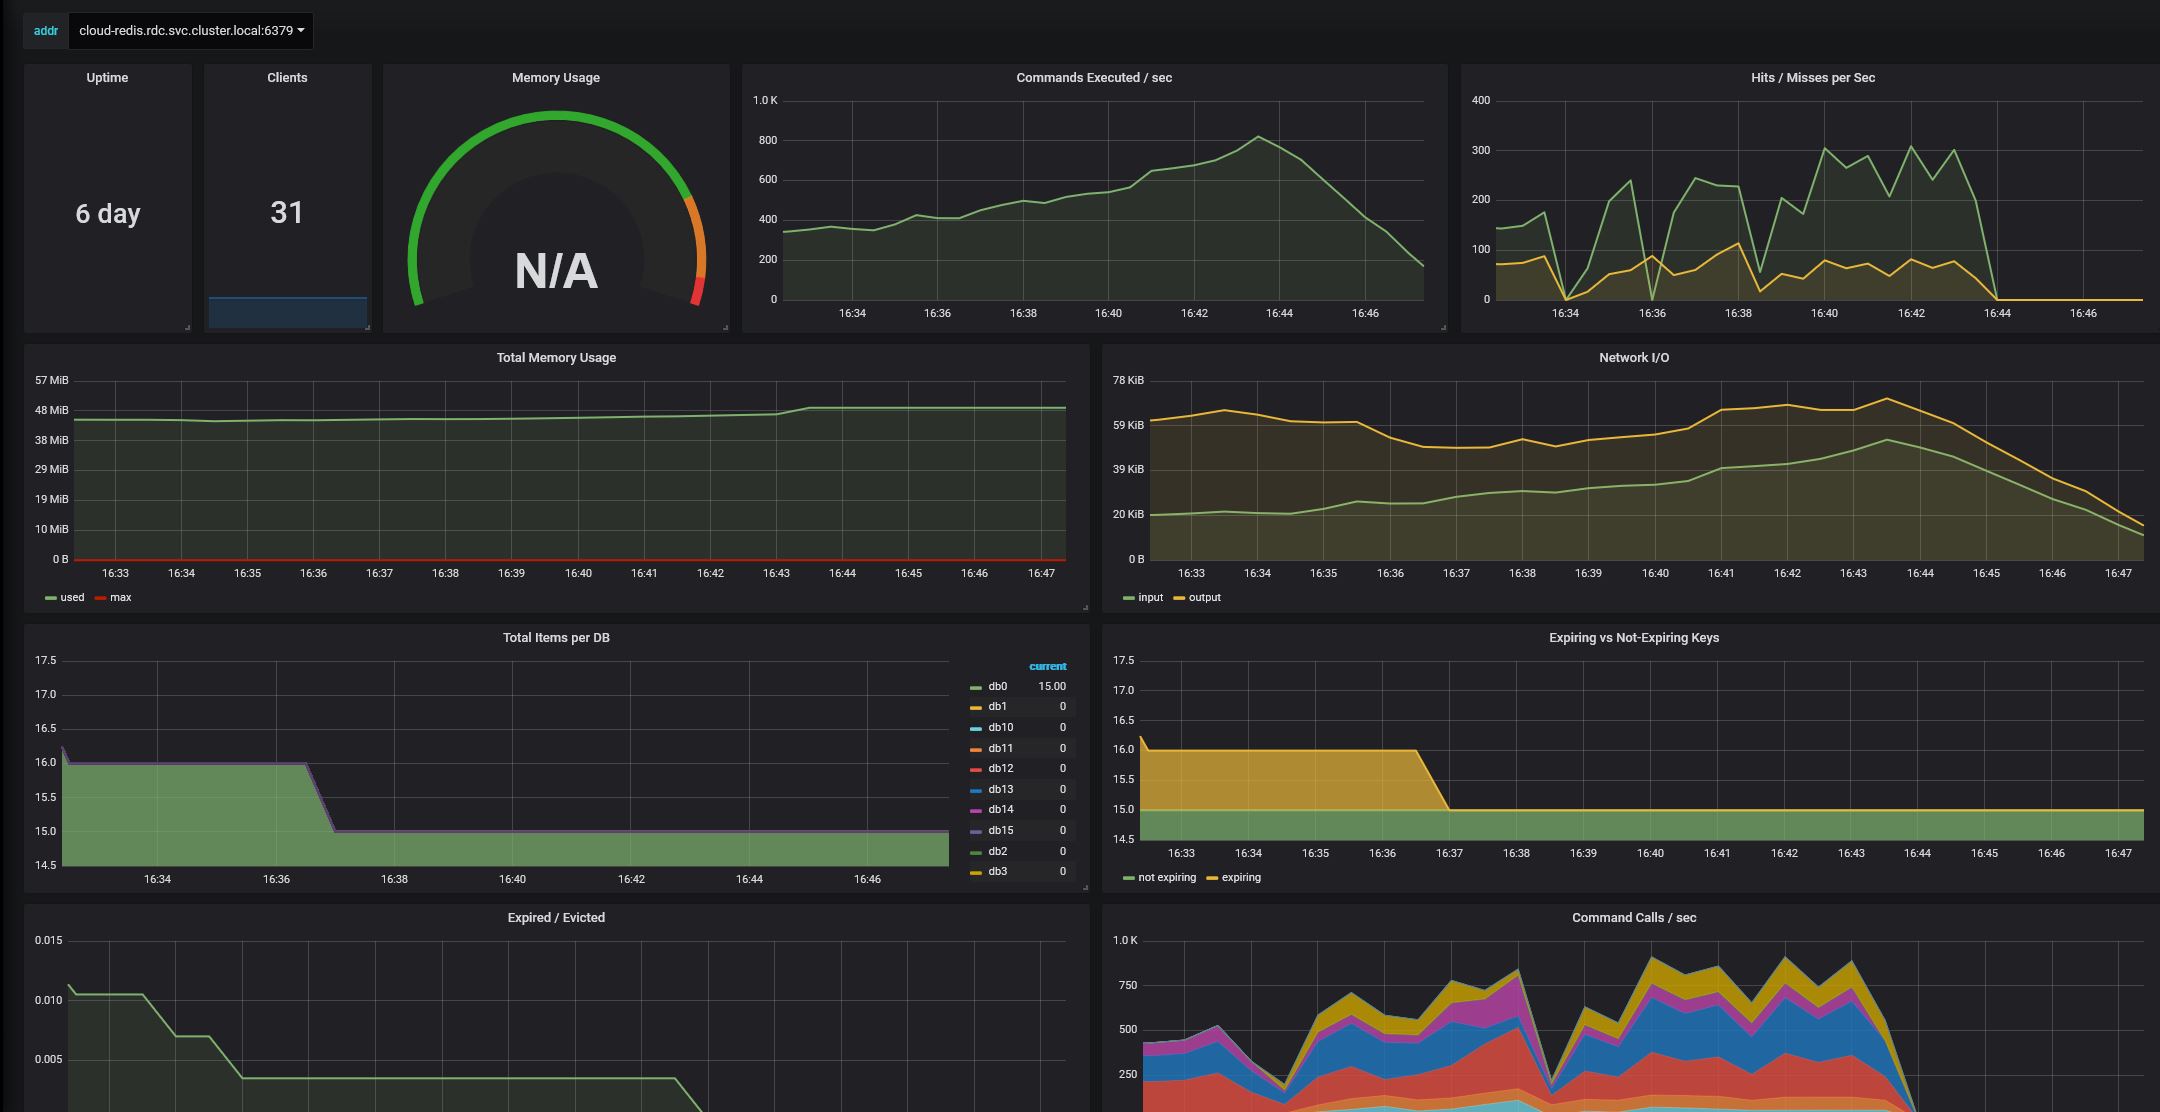 addr cloud-redis.rdc.svc.cluster.local:6379
Uptime
6 day
Clients
31
Memory Usage
N/A
Commands Executed / sec
1.0 K
800
600
400
200
0
16:34 16:36 16:38 16:40 16:42 16:44 16:46
Hits / Misses per Sec
400
300
200
100
0
16:34 16:36 16:38 16:40 16:42 16:44 16:46
Total Memory Usage
57 MiB
48 MiB
38 MiB
29 MiB
19 MiB
10 MiB
0 B
16:33 16:34 16:35 16:36 16:37 16:38 16:39 16:40 16:41 16:42 16:43 16:44 16:45 16:46 16:47
used max
Network I/O
78 KiB
59 KiB
39 KiB
20 KiB
0 B
16:33 16:34 16:35 16:36 16:37 16:38 16:39 16:40 16:41 16:42 16:43 16:44 16:45 16:46 16:47
input output
Total Items per DB
17.5
17.0
16.5
16.0
15.5
15.0
14.5
16:34 16:36 16:38 16:40 16:42 16:44 16:46
current
db0 15.00
db1 0
db10 0
db11 0
db12 0
db13 0
db14 0
db15 0
db2 0
db3 0
Expiring vs Not-Expiring Keys
17.5
17.0
16.5
16.0
15.5
15.0
14.5
16:33 16:34 16:35 16:36 16:37 16:38 16:39 16:40 16:41 16:42 16:43 16:44 16:45 16:46 16:47
not expiring expiring
Expired / Evicted
0.015
0.010
0.005
Command Calls / sec
1.0 K
750
500
250